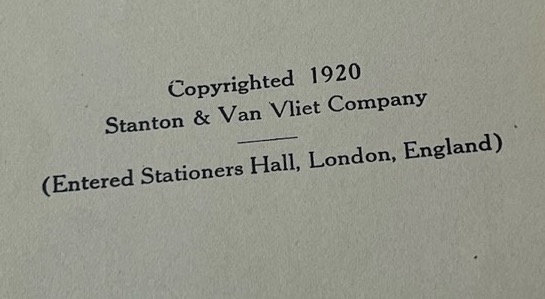 Copyrighted 1920
Stanton & Van Vliet Company
(Entered Stationers Hall, London, England)